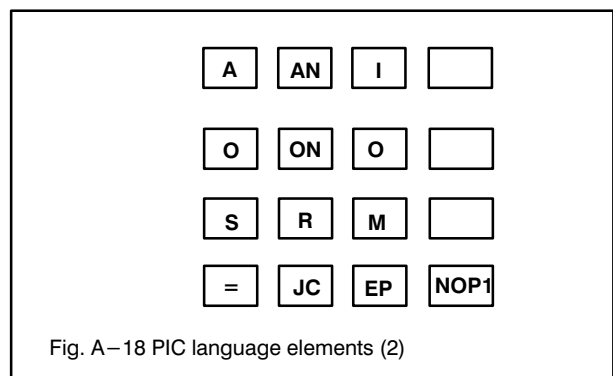 A AN I
O ON O
S R M
= JC EP NOP1
Fig. A−18 PIC language elements (2)